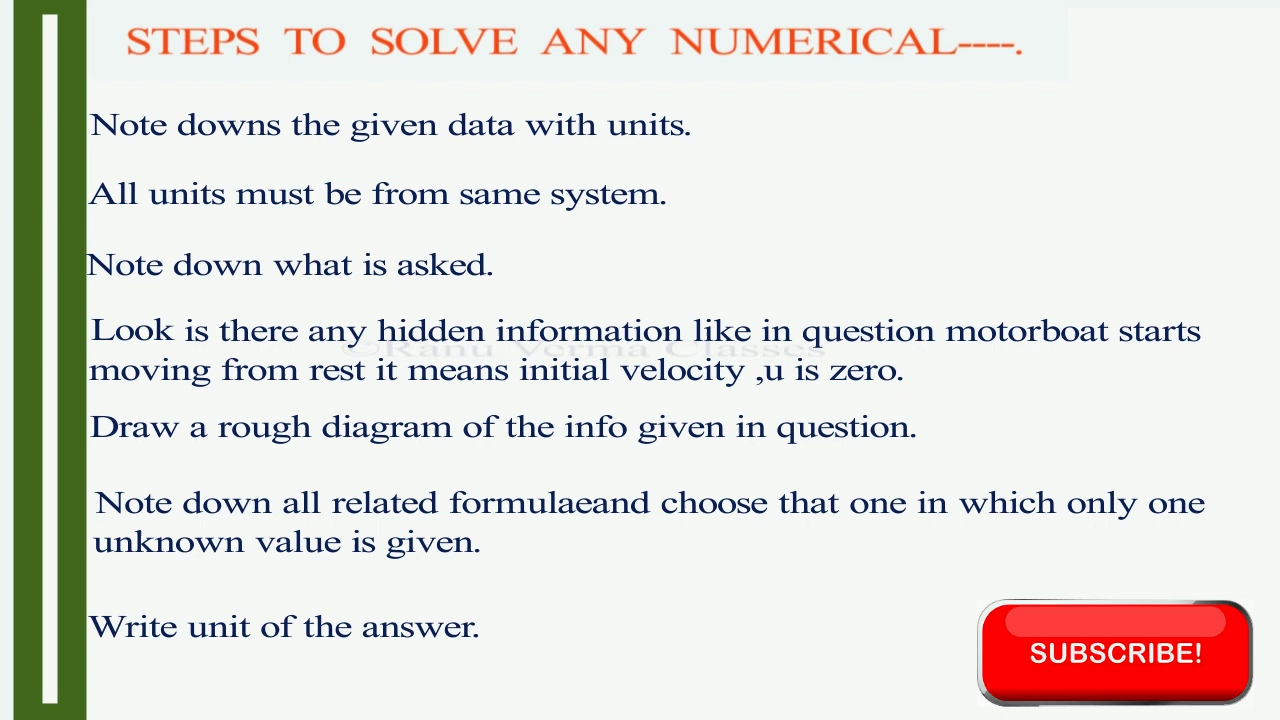 STEPS TO SOLVE ANY NUMERICAL----.
Note downs the given data with units.
All units must be from same system.
Note down what is asked.
Look is there any hidden information like in question motorboat starts
©Ranu Verma Classes
moving from rest it means initial velocity ,u is zero.
Draw a rough diagram of the info given in question.
Note down all related formulaeand choose that one in which only one
unknown value is given.
Write unit of the answer.
SUBSCRIBE!